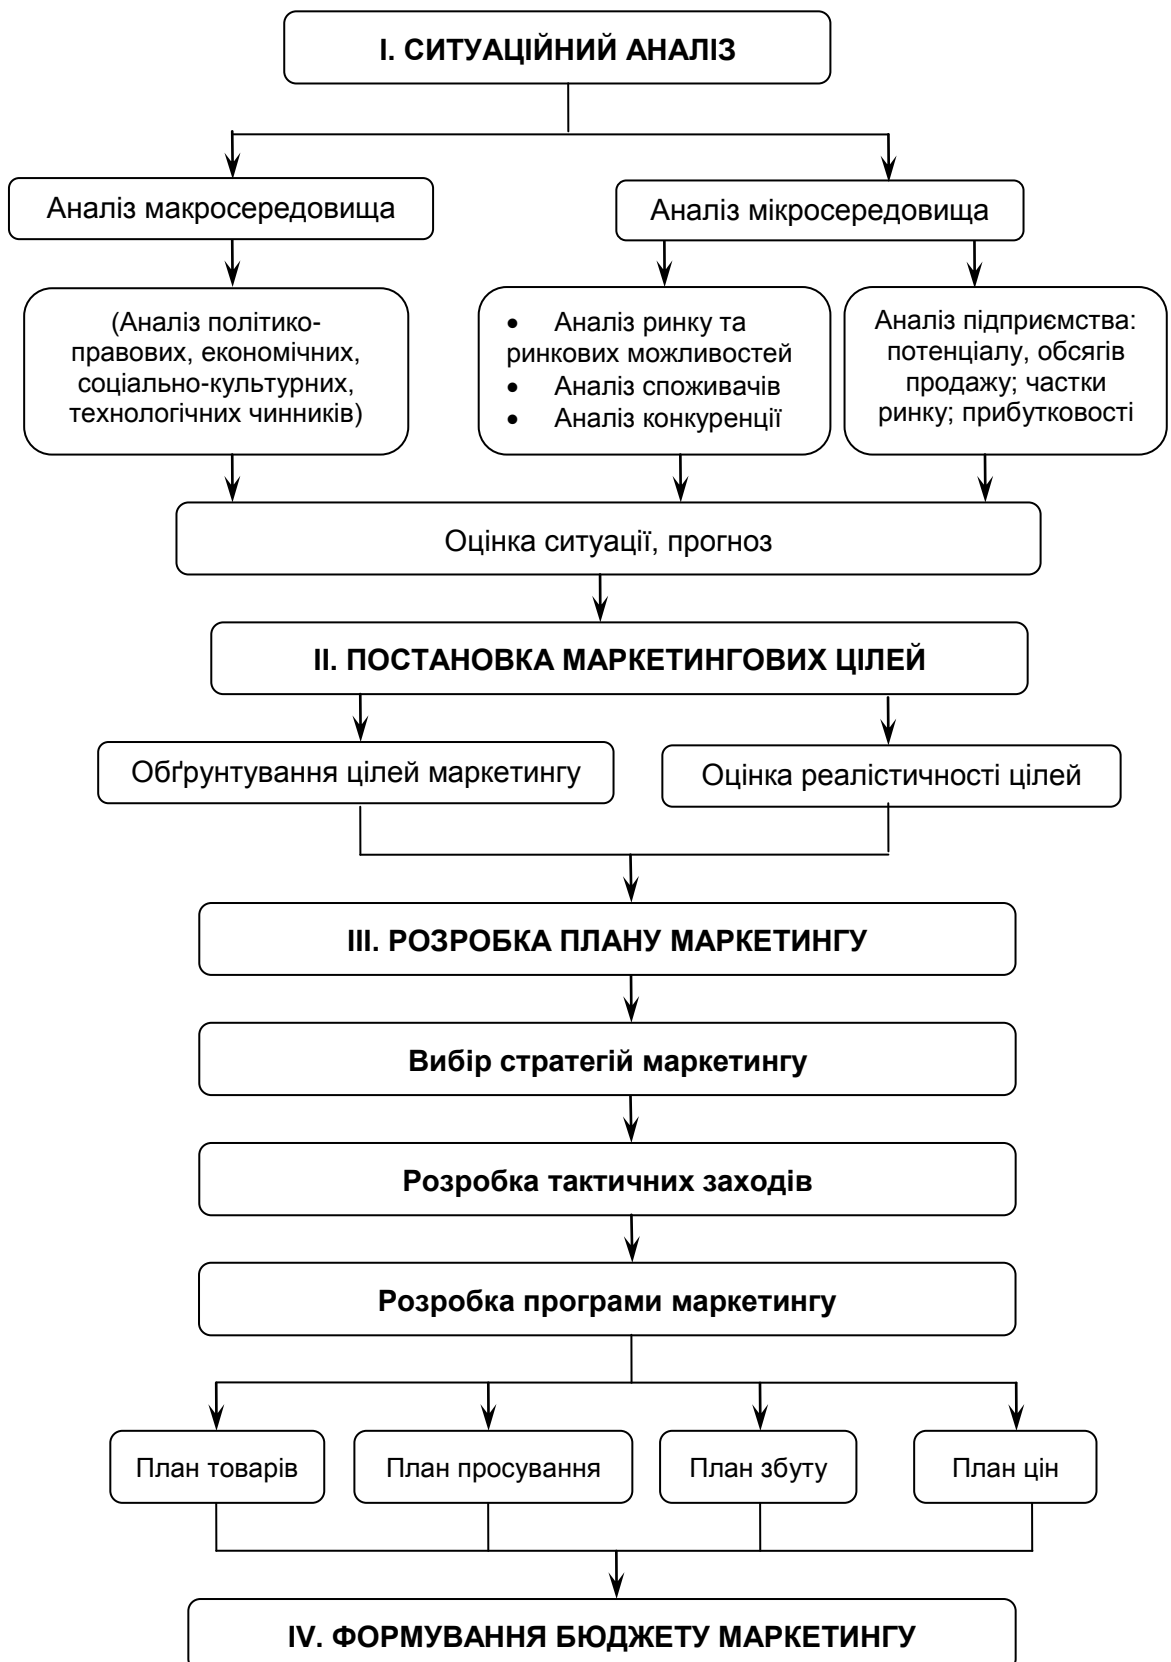 І. СИТУАЦІЙНИЙ АНАЛІЗ
Аналіз макросередовища
Аналіз мікросередовища
(Аналіз політико-
правових, економічних,
соціально-культурних,
технологічних чинників)
• Аналіз ринку та
ринкових можливостей
• Аналіз споживачів
• Аналіз конкуренції
Аналіз підприємства:
потенціалу, обсягів
продажу; частки
ринку; прибутковості
Оцінка ситуації, прогноз
ІІ. ПОСТАНОВКА МАРКЕТИНГОВИХ ЦІЛЕЙ
Обґрунтування цілей маркетингу
Оцінка реалістичності цілей
ІІІ. РОЗРОБКА ПЛАНУ МАРКЕТИНГУ
Вибір стратегій маркетингу
Розробка тактичних заходів
Розробка програми маркетингу
План товарів
План просування
План збуту
План цін
IV. ФОРМУВАННЯ БЮДЖЕТУ МАРКЕТИНГУ